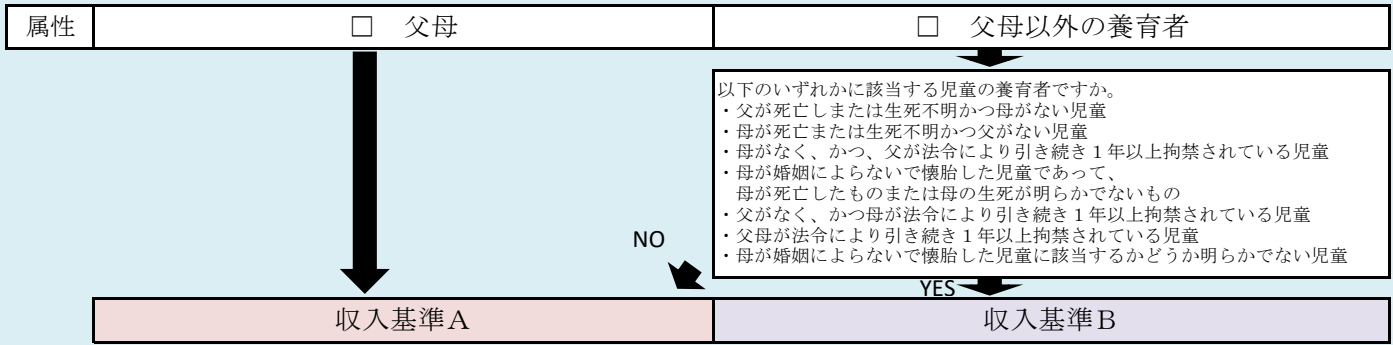 属性
□ 父母
□ 父母以外の養育者
以下のいずれかに該当する児童の養育者ですか。
・父が死亡しまたは生死不明かつ母がない児童
・母が死亡または生死不明かつ父がない児童
・母がなく、かつ、父が法令により引き続き１年以上拘禁されている児童
・母が婚姻によらないで懐胎した児童であって、
母が死亡したものまたは母の生死が明らかでないもの
・父がなく、かつ母が法令により引き続き１年以上拘禁されている児童
・父母が法令により引き続き１年以上拘禁されている児童
・母が婚姻によらないで懐胎した児童に該当するかどうか明らかでない児童
NO
YES
収入基準Ａ
収入基準Ｂ